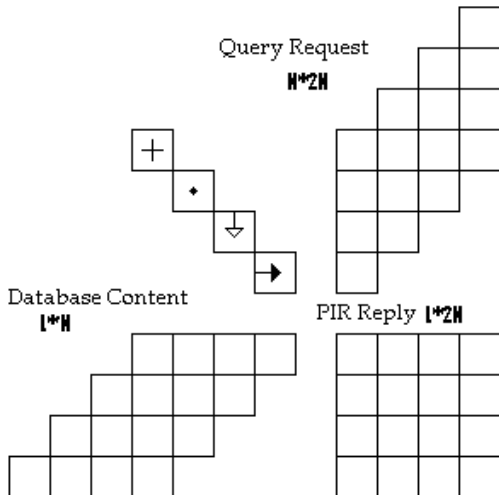 Query Request
N*2N
Database Content
L*N
PIR Reply L*2N